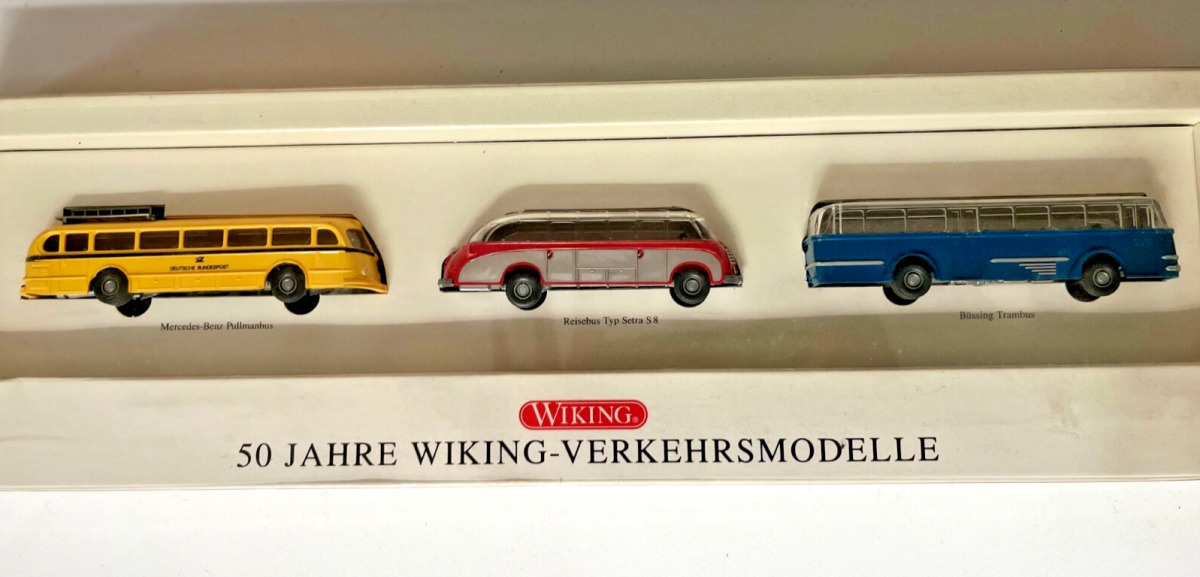 DEUTSCHE BUNDESPOST
Mercedes-Benz Pullmanbus
Reisebus Typ Setra S 8
Büssing Trambus
WIKING®
50 JAHRE WIKING-VERKEHRSMODELLE